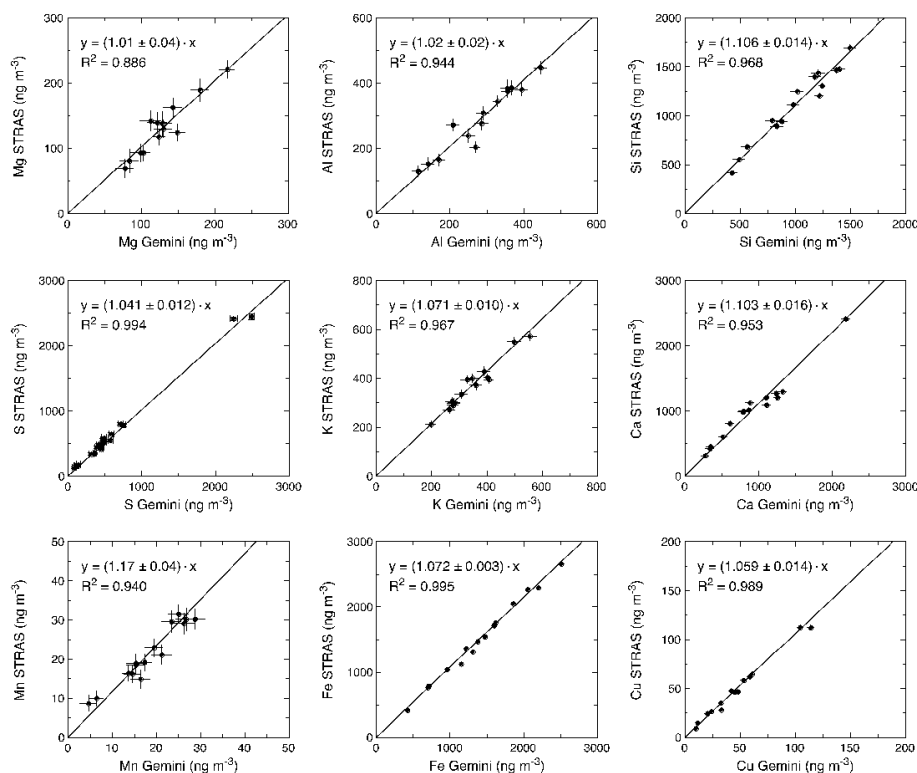 y = (1.01 ± 0.04) · x
R² = 0.886
300
200
100
0
Mg STRAS (ng m⁻³)
0 100 200 300
Mg Gemini (ng m⁻³)
y = (1.02 ± 0.02) · x
R² = 0.944
600
400
200
0
Al STRAS (ng m⁻³)
0 200 400 600
Al Gemini (ng m⁻³)
y = (1.106 ± 0.014) · x
R² = 0.968
2000
1500
1000
500
0
Si STRAS (ng m⁻³)
0 500 1000 1500 2000
Si Gemini (ng m⁻³)
y = (1.041 ± 0.012) · x
R² = 0.994
3000
2000
1000
0
S STRAS (ng m⁻³)
0 1000 2000 3000
S Gemini (ng m⁻³)
y = (1.071 ± 0.010) · x
R² = 0.967
800
600
400
200
0
K STRAS (ng m⁻³)
0 200 400 600 800
K Gemini (ng m⁻³)
y = (1.103 ± 0.016) · x
R² = 0.953
3000
2000
1000
0
Ca STRAS (ng m⁻³)
0 1000 2000 3000
Ca Gemini (ng m⁻³)
y = (1.17 ± 0.04) · x
R² = 0.940
50
40
30
20
10
0
Mn STRAS (ng m⁻³)
0 10 20 30 40 50
Mn Gemini (ng m⁻³)
y = (1.072 ± 0.003) · x
R² = 0.995
3000
2000
1000
0
Fe STRAS (ng m⁻³)
0 1000 2000 3000
Fe Gemini (ng m⁻³)
y = (1.059 ± 0.014) · x
R² = 0.989
200
150
100
50
0
Cu STRAS (ng m⁻³)
0 50 100 150 200
Cu Gemini (ng m⁻³)